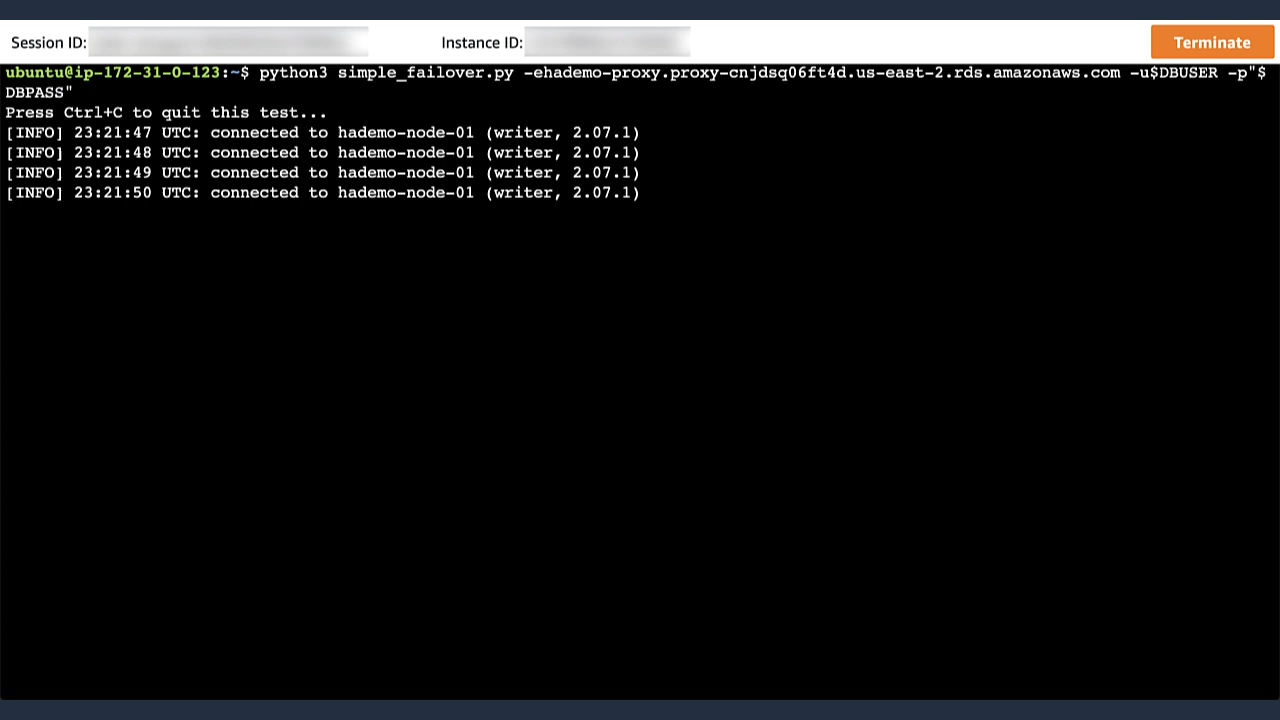 Session ID:
Instance ID:
Terminate
ubuntu@ip-172-31-0-123:~$ python3 simple_failover.py -ehademo-proxy.proxy-cnjdsq06ft4d.us-east-2.rds.amazonaws.com -u$DBUSER -p"$
DBPASS"
Press Ctrl+C to quit this test...
[INFO] 23:21:47 UTC: connected to hademo-node-01 (writer, 2.07.1)
[INFO] 23:21:48 UTC: connected to hademo-node-01 (writer, 2.07.1)
[INFO] 23:21:49 UTC: connected to hademo-node-01 (writer, 2.07.1)
[INFO] 23:21:50 UTC: connected to hademo-node-01 (writer, 2.07.1)